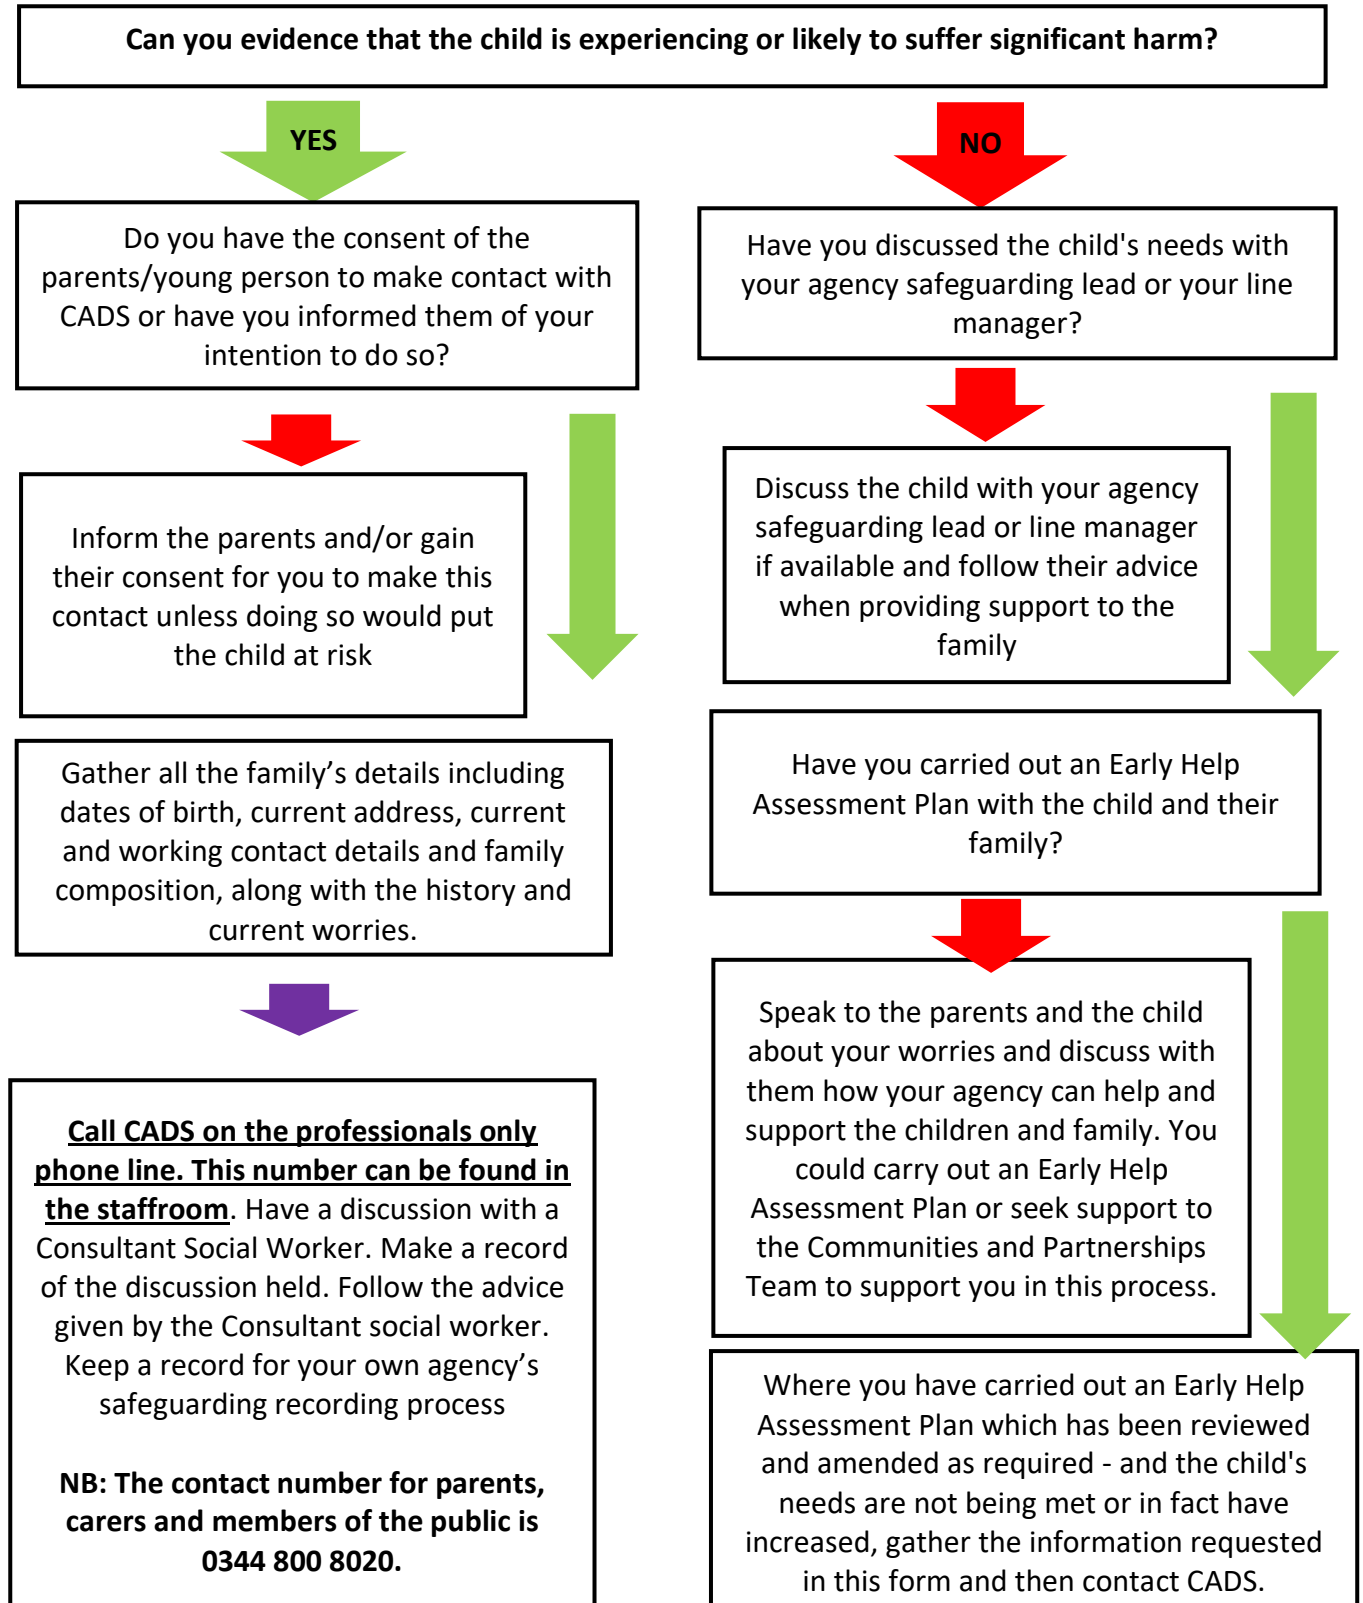 Can you evidence that the child is experiencing or likely to suffer significant harm?
YES
NO
Do you have the consent of the
parents/young person to make contact with
CADS or have you informed them of your
intention to do so?
Have you discussed the child's needs with
your agency safeguarding lead or your line
manager?
Inform the parents and/or gain
their consent for you to make this
contact unless doing so would put
the child at risk
Discuss the child with your agency
safeguarding lead or line manager
if available and follow their advice
when providing support to the
family
Gather all the family’s details including
dates of birth, current address, current
and working contact details and family
composition, along with the history and
current worries.
Have you carried out an Early Help
Assessment Plan with the child and their
family?
Call CADS on the professionals only
phone line. This number can be found in
the staffroom. Have a discussion with a
Consultant Social Worker. Make a record
of the discussion held. Follow the advice
given by the Consultant social worker.
Keep a record for your own agency’s
safeguarding recording process
NB: The contact number for parents,
carers and members of the public is
0344 800 8020.
Speak to the parents and the child
about your worries and discuss with
them how your agency can help and
support the children and family. You
could carry out an Early Help
Assessment Plan or seek support to
the Communities and Partnerships
Team to support you in this process.
Where you have carried out an Early Help
Assessment Plan which has been reviewed
and amended as required - and the child's
needs are not being met or in fact have
increased, gather the information requested
in this form and then contact CADS.